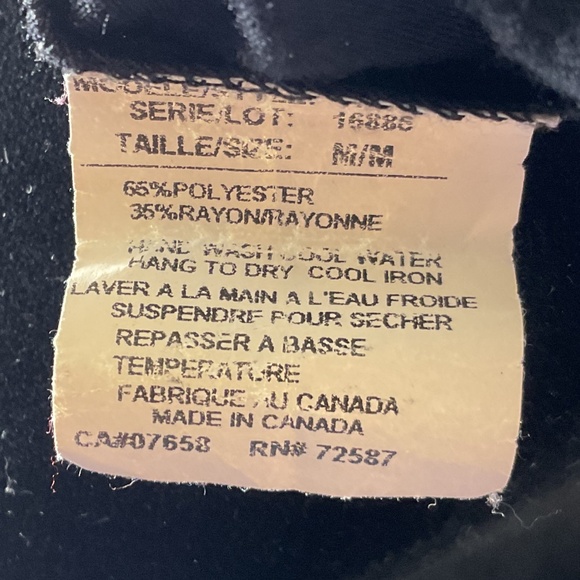 MODELE/STYLE:
SERIE/LOT: 16886
TAILLE/SIZE: M/M
65%POLYESTER
35%RAYON/RAYONNE
HAND WASH COOL WATER
HANG TO DRY COOL IRON
LAVER A LA MAIN A L'EAU FROIDE
SUSPENDRE POUR SECHER
REPASSER A BASSE
TEMPERATURE
FABRIQUE AU CANADA
MADE IN CANADA
CA#07658 RN# 72587